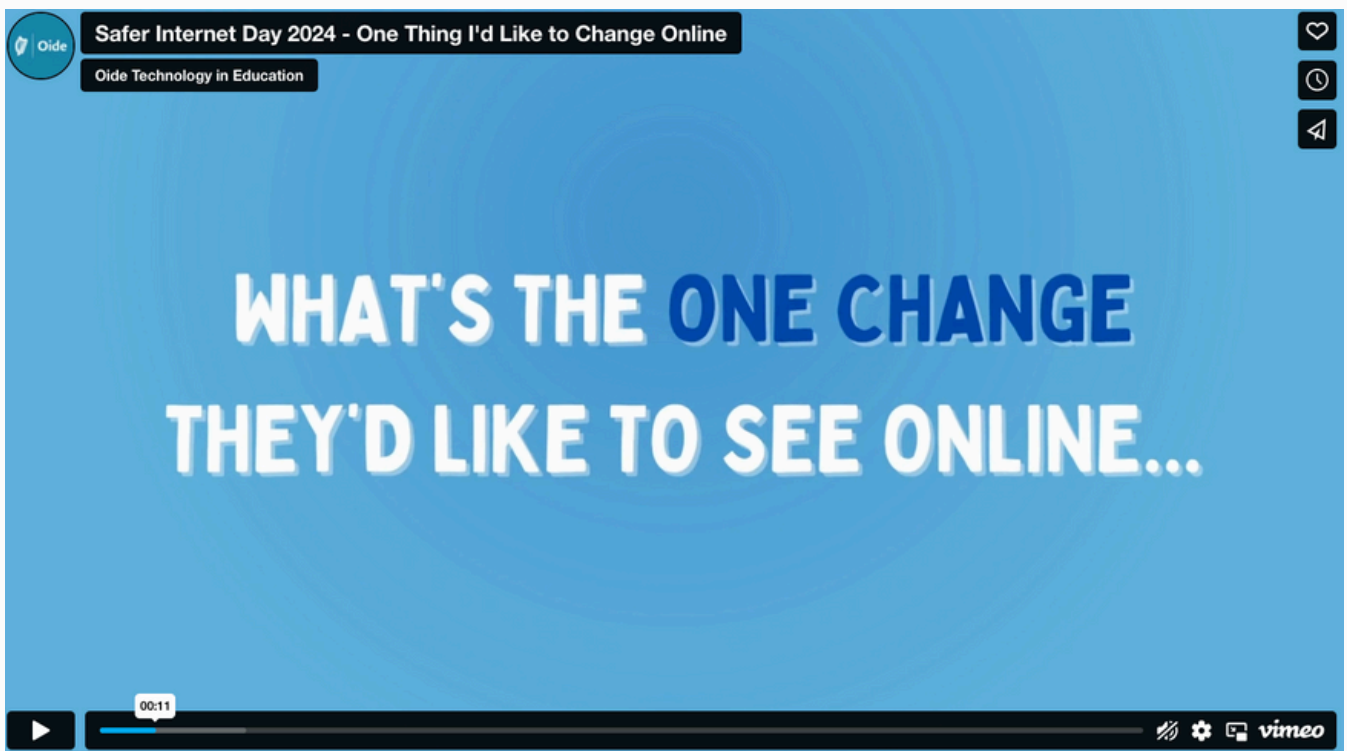 Oide
Safer Internet Day 2024 - One Thing I'd Like to Change Online
Oide Technology in Education
WHAT'S THE ONE CHANGE
THEY'D LIKE TO SEE ONLINE...
00:11
vimeo